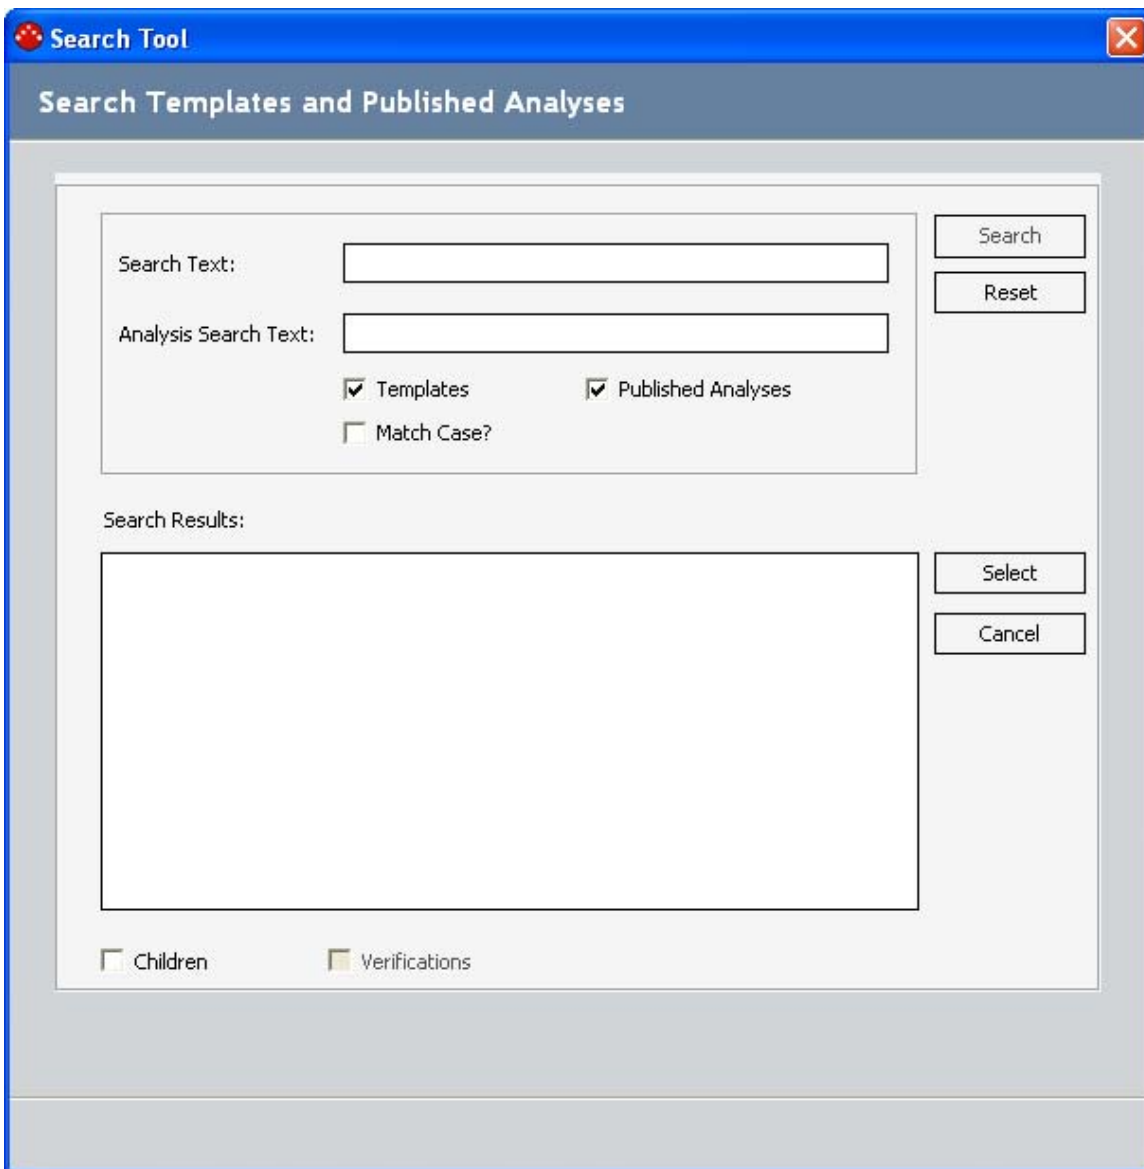 Search Tool
Search Templates and Published Analyses
Search Text:
Search
Reset
Analysis Search Text:
Templates
Published Analyses
Match Case?
Search Results:
Select
Cancel
Children
Verifications